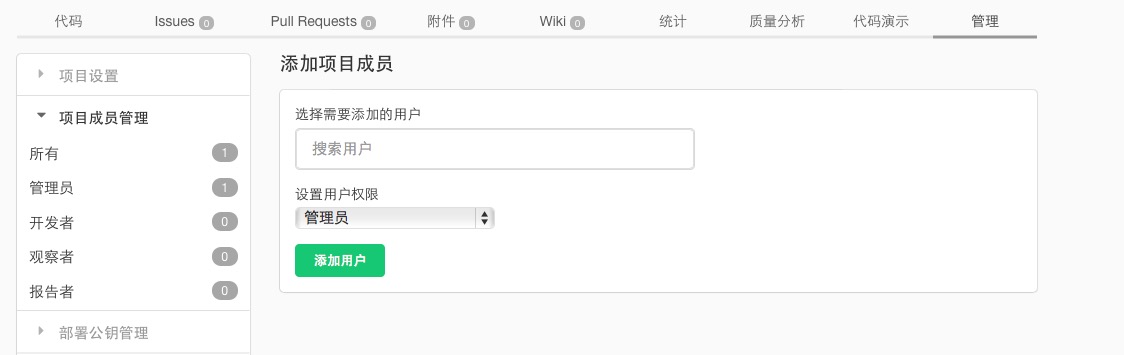 代码 Issues 0 Pull Requests 0 附件 0 Wiki 0 统计 质量分析 代码演示 管理
项目设置
项目成员管理
所有 1
管理员 1
开发者 0
观察者 0
报告者 0
部署公钥管理
添加项目成员
选择需要添加的用户
搜索用户
设置用户权限
管理员
添加用户